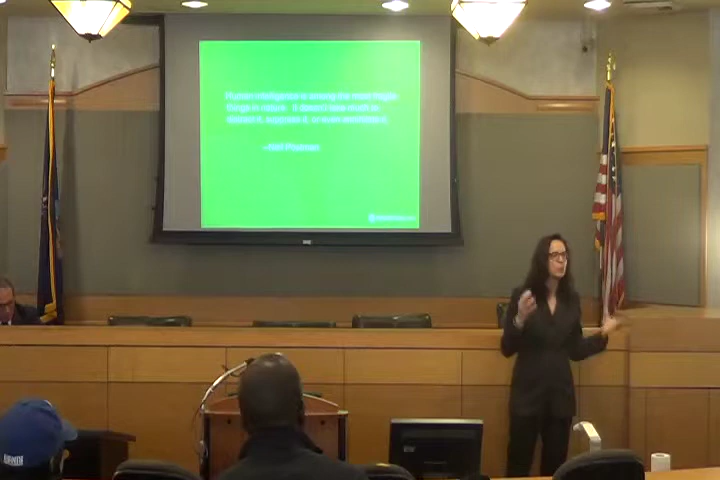 Human intelligence is among the most fragile
things in nature. It doesn't take much to
distract it, suppress it, or even annihilate it.
-Neil Postman